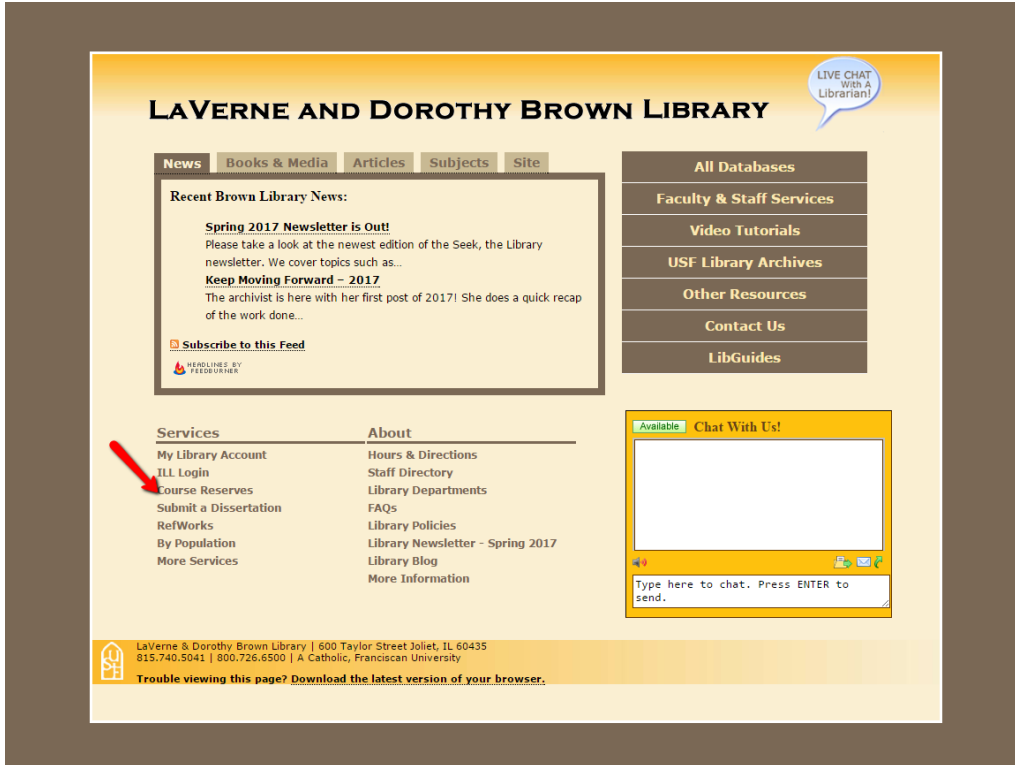 LIVE CHAT
With A
Librarian!
LAVERNE AND DOROTHY BROWN LIBRARY
News Books & Media Articles Subjects Site
Recent Brown Library News:
Spring 2017 Newsletter is Out!
Please take a look at the newest edition of the Seek, the Library
newsletter. We cover topics such as...
Keep Moving Forward – 2017
The archivist is here with her first post of 2017! She does a quick recap
of the work done...
Subscribe to this Feed
HEADLINES BY
FEEDBURNER
All Databases
Faculty & Staff Services
Video Tutorials
USF Library Archives
Other Resources
Contact Us
LibGuides
Services
My Library Account
ILL Login
Course Reserves
Submit a Dissertation
RefWorks
By Population
More Services
About
Hours & Directions
Staff Directory
Library Departments
FAQs
Library Policies
Library Newsletter - Spring 2017
Library Blog
More Information
Available Chat With Us!
Type here to chat. Press ENTER to
send.
USF
LaVerne & Dorothy Brown Library | 600 Taylor Street Joliet, IL 60435
815.740.5041 | 800.726.6500 | A Catholic, Franciscan University
Trouble viewing this page? Download the latest version of your browser.